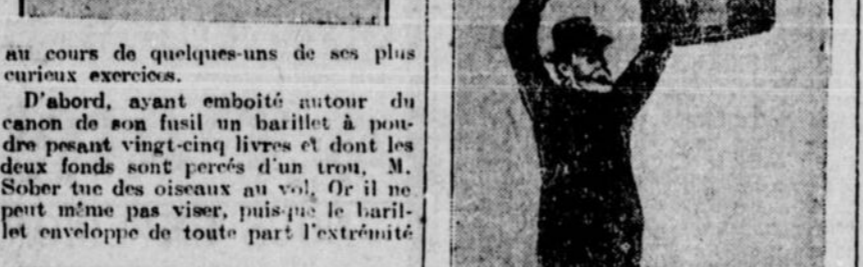 au cours de quelques-uns de ses plus
curieux exercices.
D'abord, ayant emboité autour du
canon de son fusil un barillet à pou-
dre pesant vingt-cinq livres et dont les
deux fonds sont percés d'un trou, M.
Sober tue des oiseaux au vol. Or il ne
peut même pas viser, puisque le baril-
let enveloppe de toute part l'extrémité